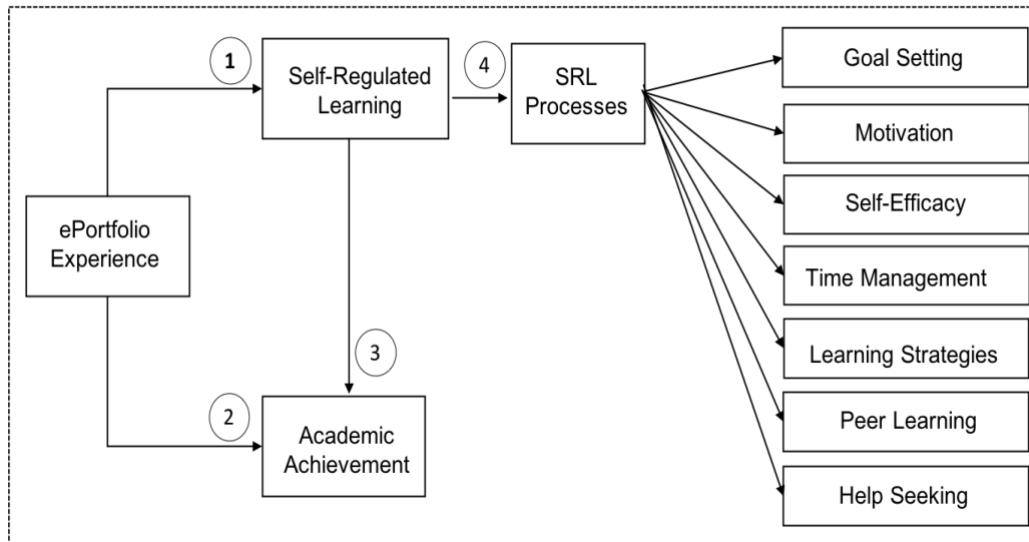 1
Self-Regulated
Learning
4
SRL
Processes
Goal Setting
Motivation
Self-Efficacy
Time Management
Learning Strategies
Peer Learning
Help Seeking
ePortfolio
Experience
3
2
Academic
Achievement